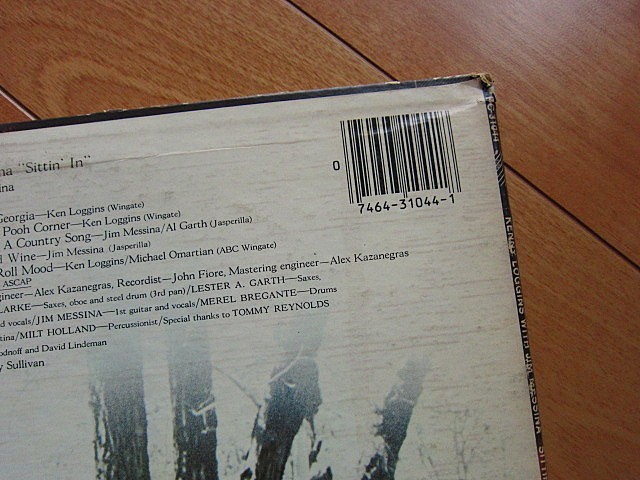 na "Sittin' In"
ina
Georgia—Ken Loggins (Wingate)
Pooh Corner—Ken Loggins (Wingate)
A Country Song—Jim Messina/Al Garth (Jasperilla)
Wine—Jim Messina (Jasperilla)
Roll Mood—Ken Loggins/Michael Omartian (ABC Wingate)
ASCAP
gineer—Alex Kazanegras, Recordist—John Fiore, Mastering engineer—Alex Kazanegras
LARKE—Saxes, oboe and steel drum (3rd pan)/LESTER A. GARTH—Saxes,
d vocals/JIM MESSINA—1st guitar and vocals/MEREL BREGANTE—Drums
tina/MILT HOLLAND—Percussionist/Special thanks to TOMMY REYNOLDS
odnoff and David Lindeman
y Sullivan
0
7464-31044-1
KENNY LOGGINS WITH JIM MESSINA